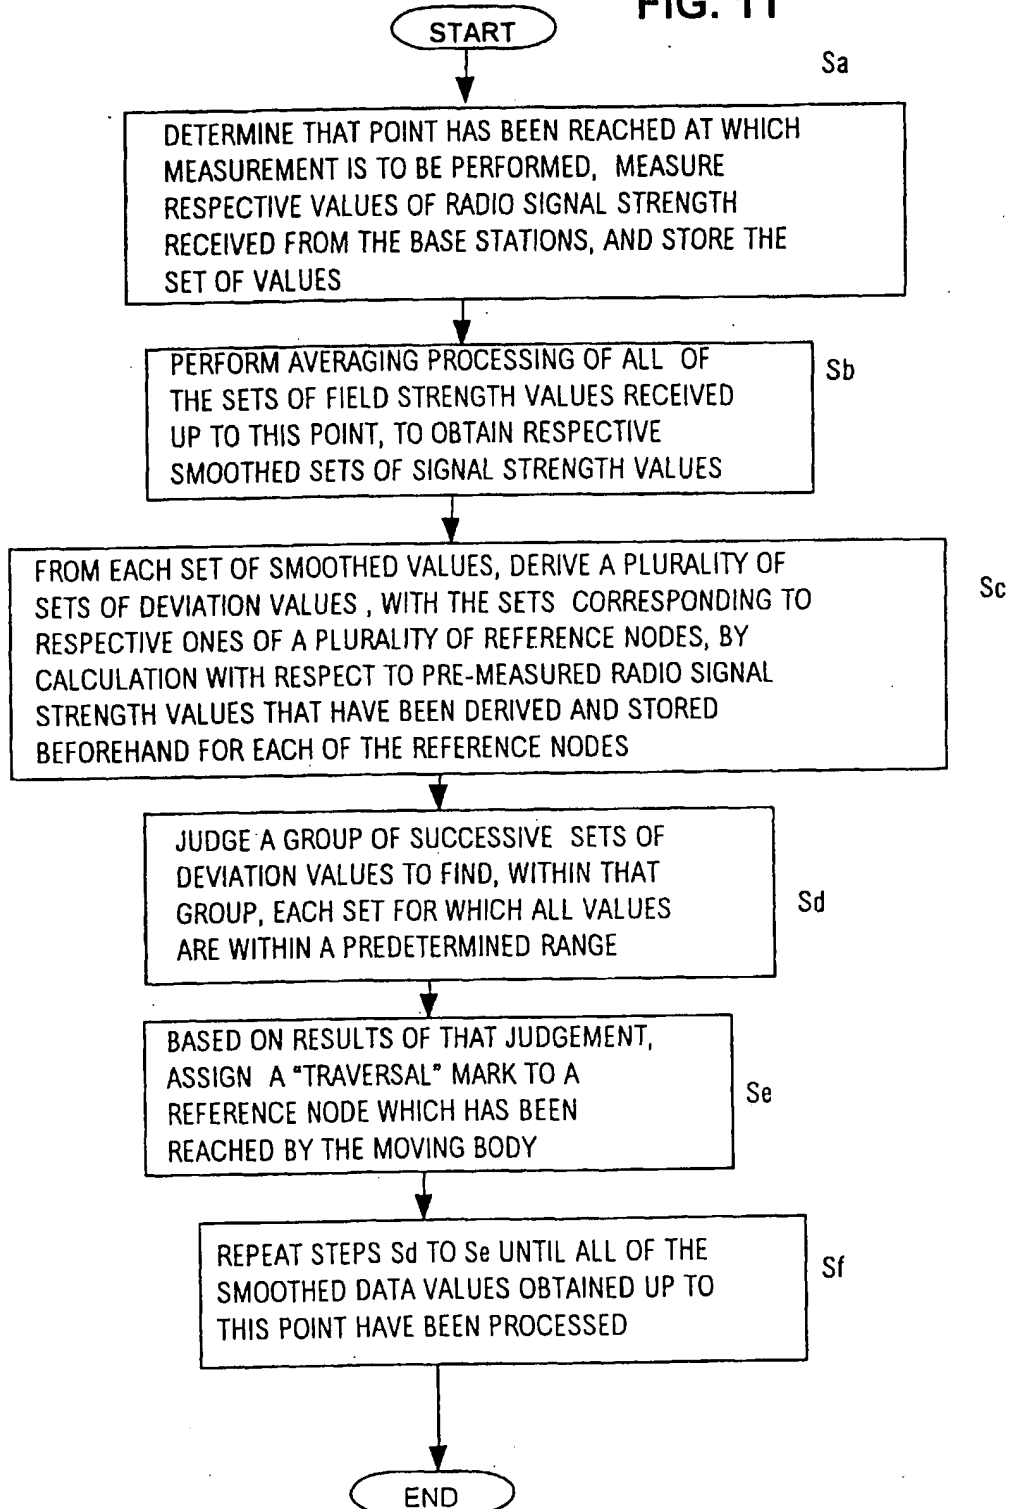 FIG. 11
START
Sa
DETERMINE THAT POINT HAS BEEN REACHED AT WHICH
MEASUREMENT IS TO BE PERFORMED, MEASURE
RESPECTIVE VALUES OF RADIO SIGNAL STRENGTH
RECEIVED FROM THE BASE STATIONS, AND STORE THE
SET OF VALUES
Sb
PERFORM AVERAGING PROCESSING OF ALL OF
THE SETS OF FIELD STRENGTH VALUES RECEIVED
UP TO THIS POINT, TO OBTAIN RESPECTIVE
SMOOTHED SETS OF SIGNAL STRENGTH VALUES
Sc
FROM EACH SET OF SMOOTHED VALUES, DERIVE A PLURALITY OF
SETS OF DEVIATION VALUES , WITH THE SETS CORRESPONDING TO
RESPECTIVE ONES OF A PLURALITY OF REFERENCE NODES, BY
CALCULATION WITH RESPECT TO PRE-MEASURED RADIO SIGNAL
STRENGTH VALUES THAT HAVE BEEN DERIVED AND STORED
BEFOREHAND FOR EACH OF THE REFERENCE NODES
Sd
JUDGE A GROUP OF SUCCESSIVE SETS OF
DEVIATION VALUES TO FIND, WITHIN THAT
GROUP, EACH SET FOR WHICH ALL VALUES
ARE WITHIN A PREDETERMINED RANGE
Se
BASED ON RESULTS OF THAT JUDGEMENT,
ASSIGN A "TRAVERSAL" MARK TO A
REFERENCE NODE WHICH HAS BEEN
REACHED BY THE MOVING BODY
Sf
REPEAT STEPS Sd TO Se UNTIL ALL OF THE
SMOOTHED DATA VALUES OBTAINED UP TO
THIS POINT HAVE BEEN PROCESSED
END